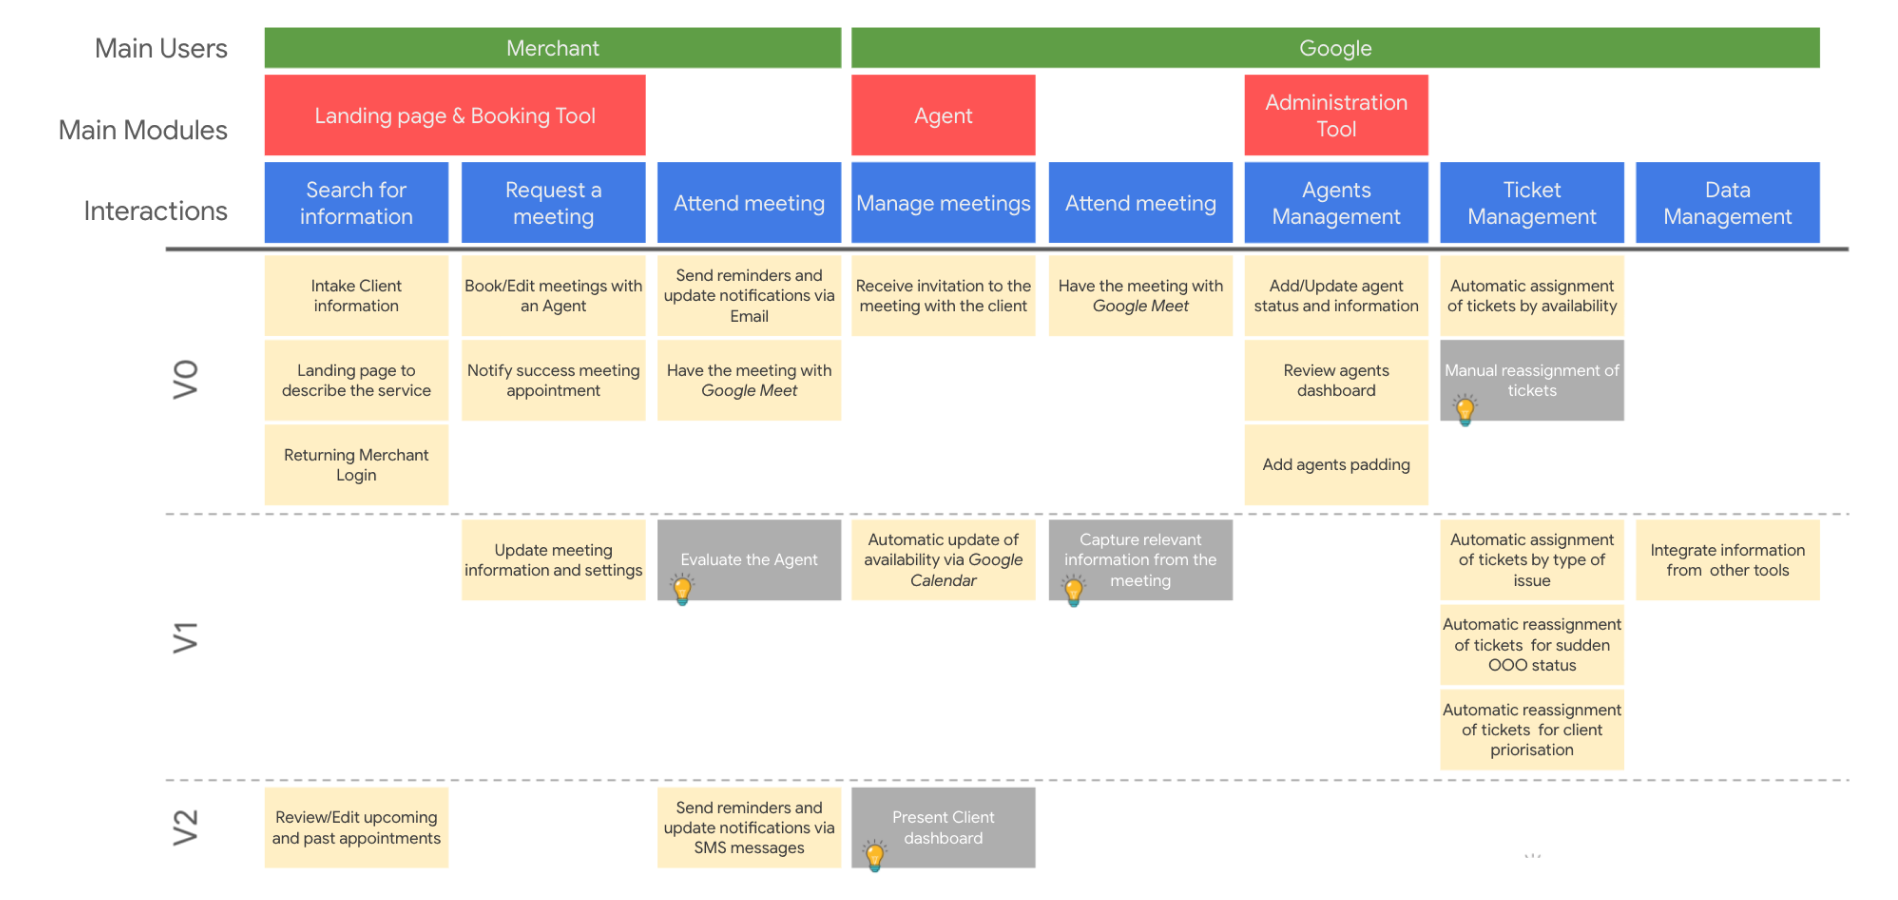 Main Users
Merchant
Google
Main Modules
Landing page & Booking Tool
Agent
Administration
Tool
Interactions
Search for
information
Request a
meeting
Attend meeting
Manage meetings
Attend meeting
Agents
Management
Ticket
Management
Data
Management
V0
Intake Client
information
Book/Edit meetings with
an Agent
Send reminders and
update notifications via
Email
Receive invitation to the
meeting with the client
Have the meeting with
Google Meet
Add/Update agent
status and information
Automatic assignment
of tickets by availability
Landing page to
describe the service
Notify success meeting
appointment
Have the meeting with
Google Meet
Review agents
dashboard
Manual reassignment of
tickets
Returning Merchant
Login
Add agents padding
V1
Update meeting
information and settings
Evaluate the Agent
Automatic update of
availability via Google
Calendar
Capture relevant
information from the
meeting
Automatic assignment
of tickets by type of
issue
Integrate information
from other tools
Automatic reassignment
of tickets for sudden
OOO status
Automatic reassignment
of tickets for client
priorisation
V2
Review/Edit upcoming
and past appointments
Send reminders and
update notifications via
SMS messages
Present Client
dashboard